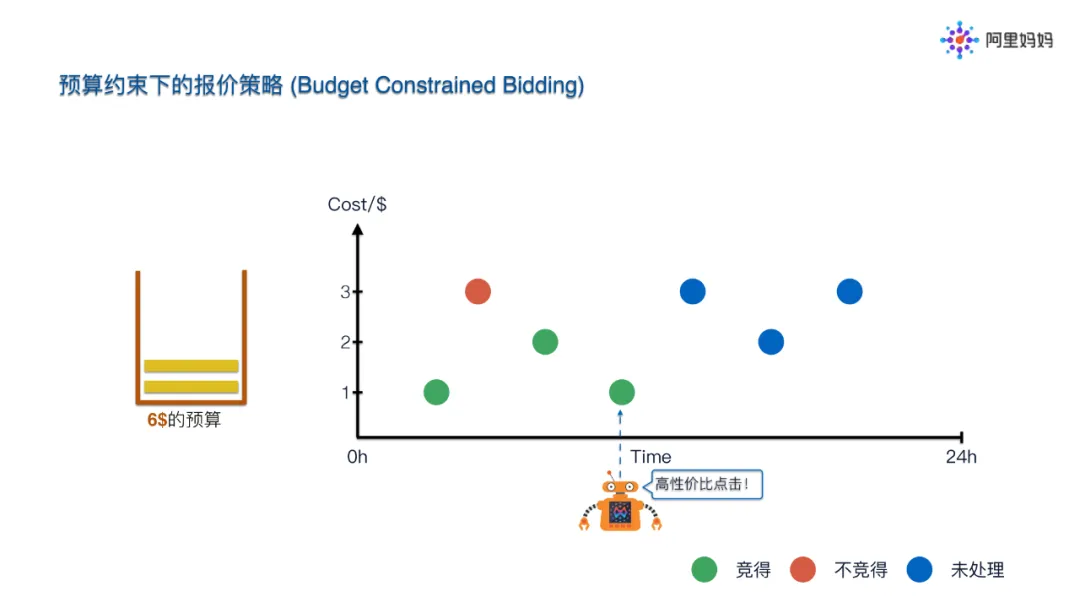 阿里妈妈
预算约束下的报价策略 (Budget Constrained Bidding)
Cost/$
3
2
1
6$的预算
0h
Time
24h
高性价比点击!
竞得
不竞得
未处理